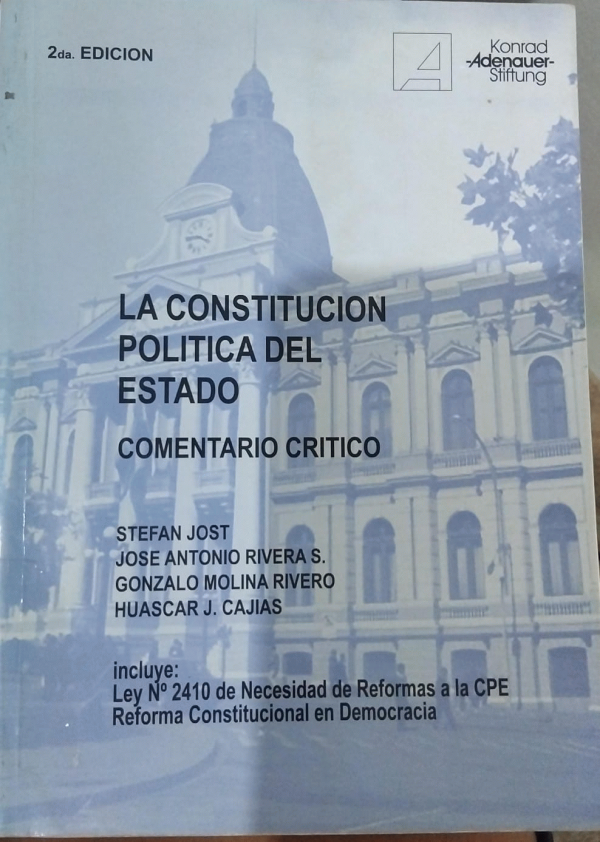 2da. EDICION
Konrad
-Adenauer-
Stiftung
LA CONSTITUCION
POLITICA DEL
ESTADO
COMENTARIO CRITICO
STEFAN JOST
JOSE ANTONIO RIVERA S.
GONZALO MOLINA RIVERO
HUASCAR J. CAJIAS
incluye:
Ley Nº 2410 de Necesidad de Reformas a la CPE
Reforma Constitucional en Democracia